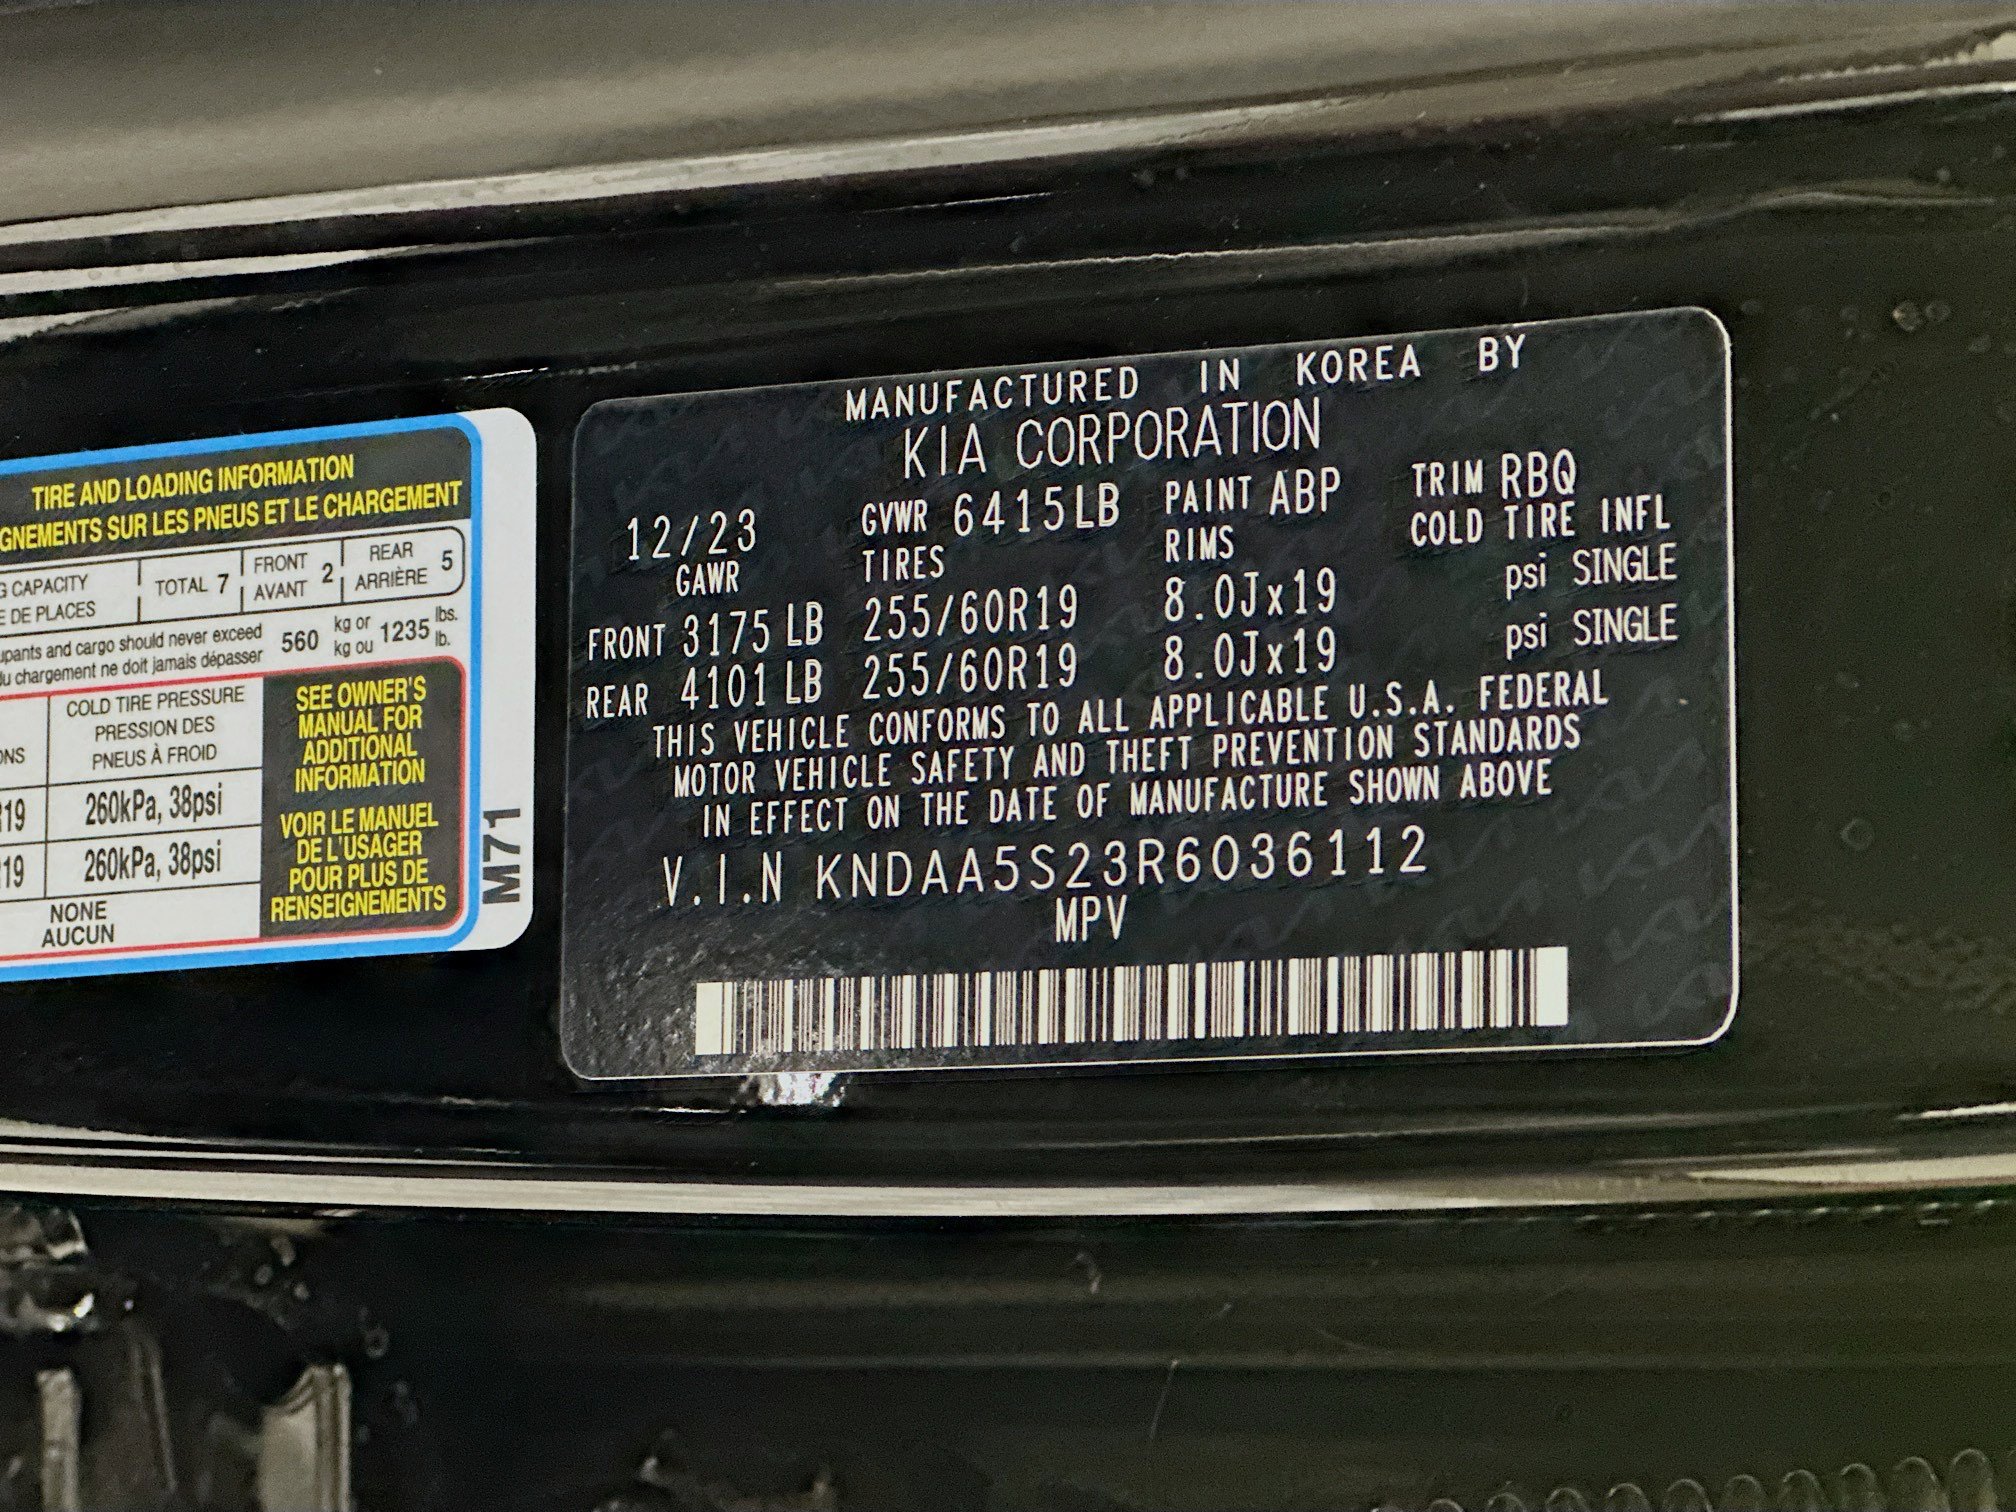 TIRE AND LOADING INFORMATION
GNEMENTS SUR LES PNEUS ET LE CHARGEMENT
G CAPACITY
E DE PLACES
TOTAL 7
FRONT
AVANT
2
REAR
ARRIÈRE
5
upants and cargo should never exceed
du chargement ne doit jamais dépasser
560
kg or
kg ou
1235
lbs.
lb.
ONS
COLD TIRE PRESSURE
PRESSION DES
PNEUS À FROID
R19
260kPa, 38psi
R19
260kPa, 38psi
NONE
AUCUN
SEE OWNER'S
MANUAL FOR
ADDITIONAL
INFORMATION
VOIR LE MANUEL
DE L'USAGER
POUR PLUS DE
RENSEIGNEMENTS
M71
MANUFACTURED IN KOREA BY
KIA CORPORATION
12/23 GVWR 6415LB PAINT ABP TRIM RBQ
GAWR TIRES RIMS COLD TIRE INFL
FRONT 3175 LB 255/60R19 8.0Jx19 psi SINGLE
REAR 4101 LB 255/60R19 8.0Jx19 psi SINGLE
THIS VEHICLE CONFORMS TO ALL APPLICABLE U.S.A. FEDERAL
MOTOR VEHICLE SAFETY AND THEFT PREVENTION STANDARDS
IN EFFECT ON THE DATE OF MANUFACTURE SHOWN ABOVE
V.I.N KNDAA5S23R6036112
MPV